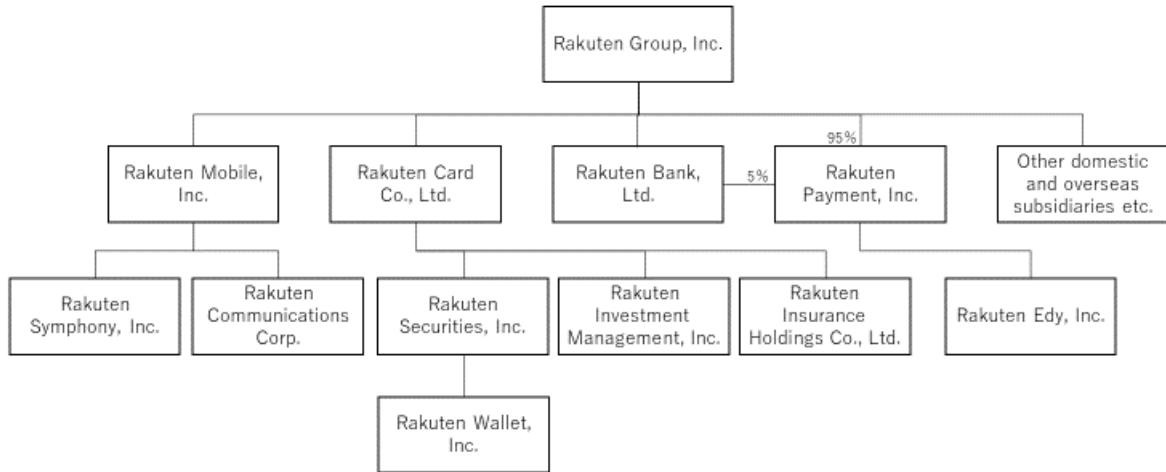 Rakuten Group, Inc.
95%
Rakuten Mobile,
Inc.
Rakuten Card
Co., Ltd.
Rakuten Bank,
Ltd.
5%
Rakuten
Payment, Inc.
Other domestic
and overseas
subsidiaries etc.
Rakuten
Symphony, Inc.
Rakuten
Communications
Corp.
Rakuten
Securities, Inc.
Rakuten
Investment
Management, Inc.
Rakuten
Insurance
Holdings Co., Ltd.
Rakuten Edy, Inc.
Rakuten Wallet,
Inc.